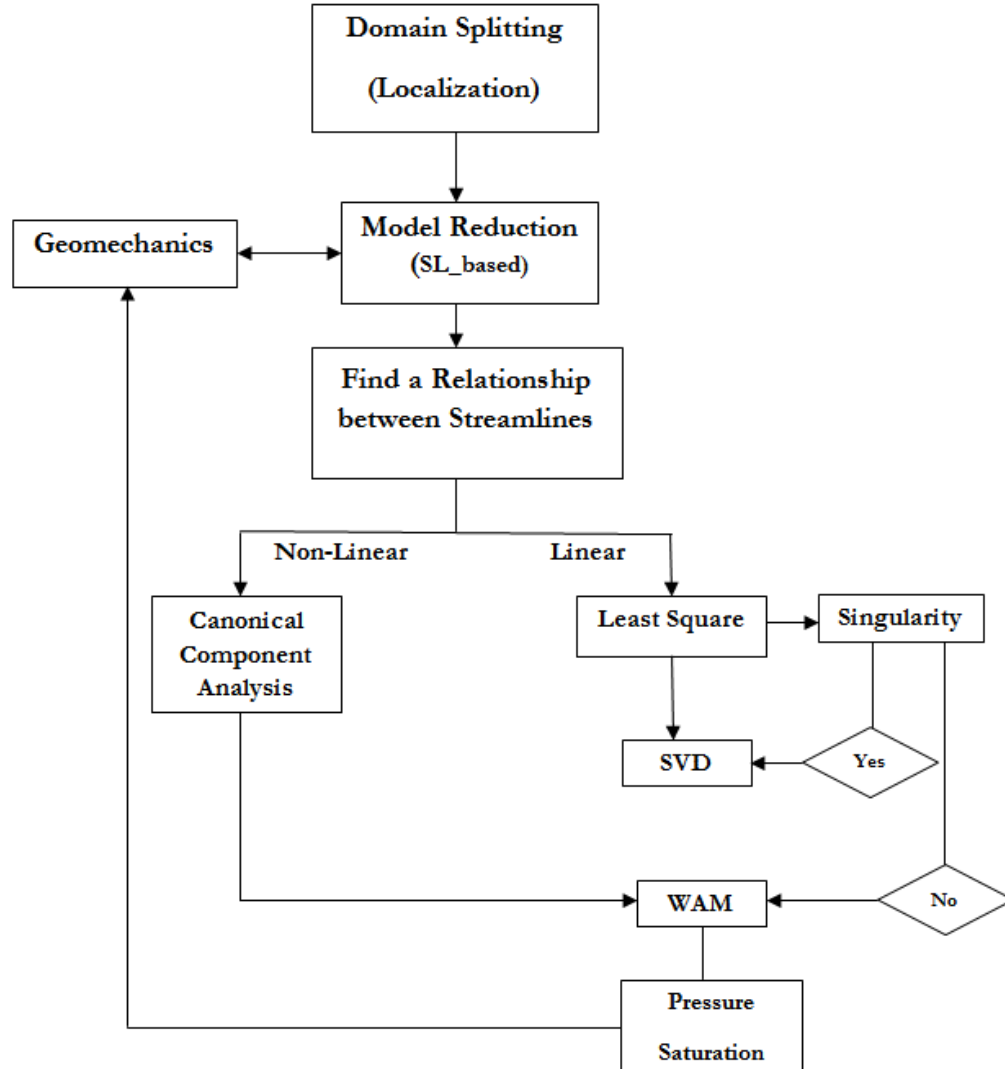 Domain Splitting
(Localization)
Geomechanics
Model Reduction
(SL_based)
Find a Relationship
between Streamlines
Non-Linear
Linear
Canonical
Component
Analysis
Least Square
Singularity
SVD
Yes
WAM
No
Pressure
Saturation